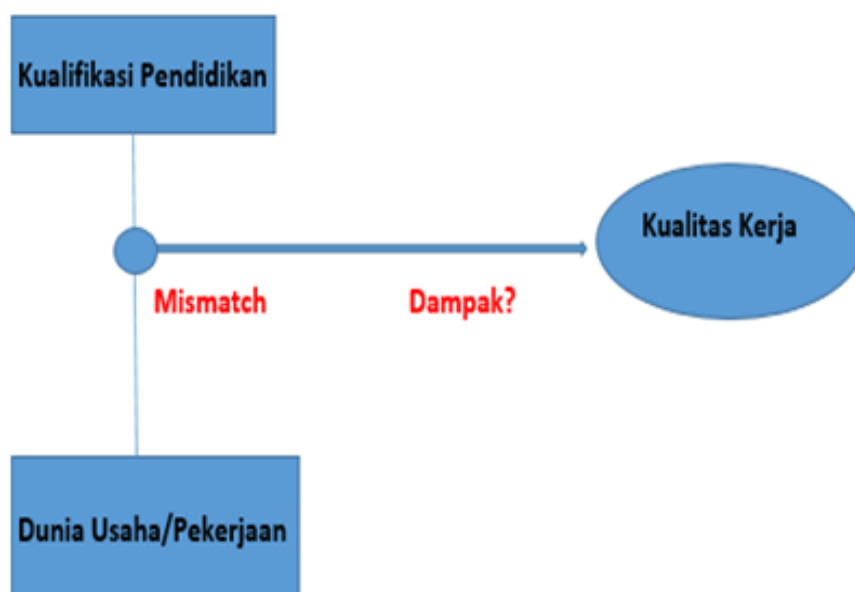 Kualifikasi Pendidikan
Kualitas Kerja
Mismatch
Dampak?
Dunia Usaha/Pekerjaan